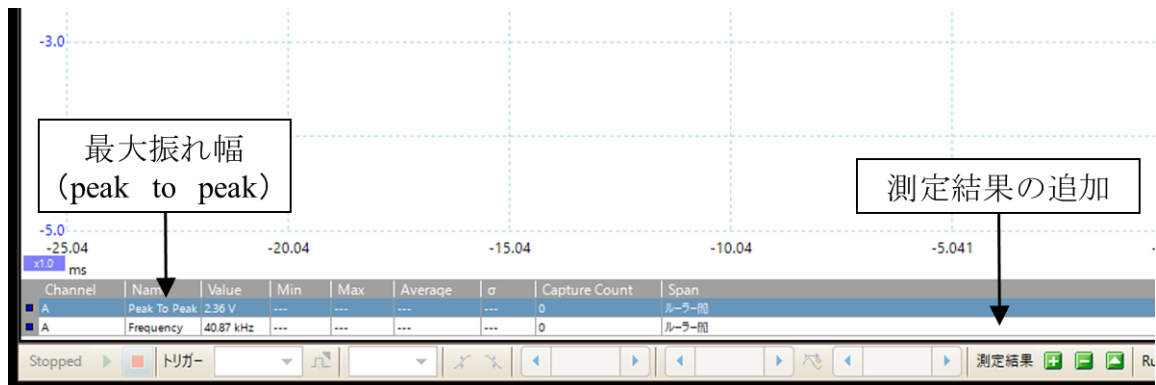 -3.0
最大振れ幅
（peak to peak）
測定結果の追加
-5.0
-25.04 -20.04 -15.04 -10.04 -5.041
x1.0 ms
Channel Name Value Min Max Average σ Capture Count Span
A Peak To Peak 2.36 V --- --- --- --- 0 ルーラー間
A Frequency 40.87 kHz --- --- --- --- 0 ルーラー間
Stopped トリガー 測定結果 Ru